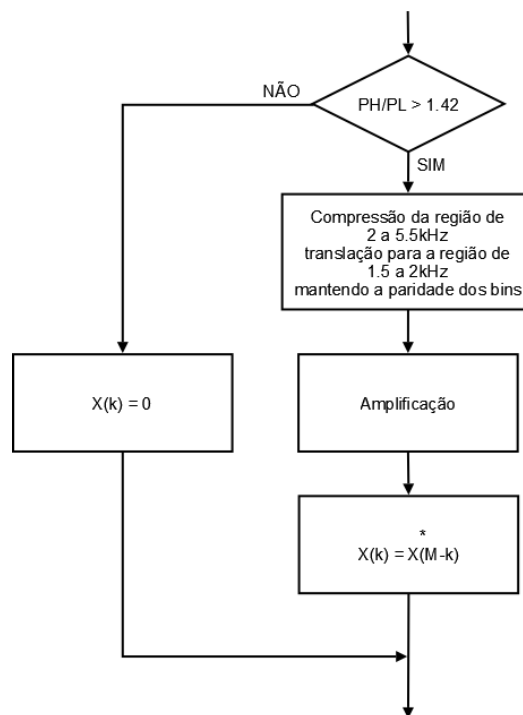 NÃO
PH/PL > 1.42
SIM
Compressão da região de
2 a 5.5kHz
translação para a região de
1.5 a 2kHz
mantendo a paridade dos bins
X(k) = 0
Amplificação
*
X(k) = X(M-k)